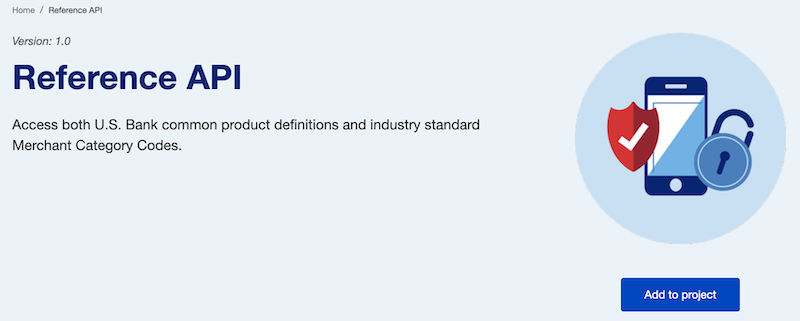 Home / Reference API
Version: 1.0
Reference API
Access both U.S. Bank common product definitions and industry standard
Merchant Category Codes.
Add to project